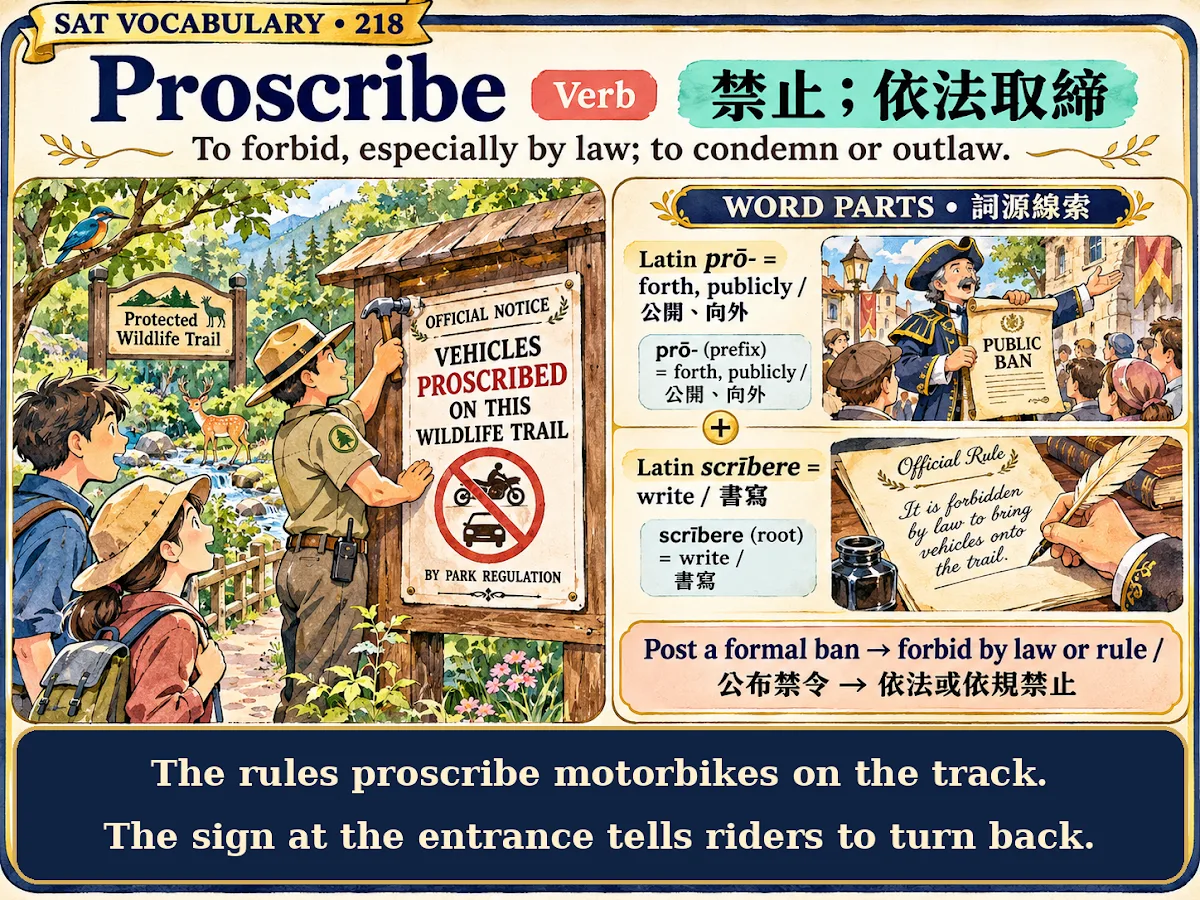 SAT VOCABULARY • 218
Proscribe
Verb
禁止；依法取締
To forbid, especially by law; to condemn or outlaw.
Protected
Wildlife Trail
OFFICIAL NOTICE
VEHICLES
PROSCRIBED
ON THIS
WILDLIFE TRAIL
BY PARK REGULATION
WORD PARTS • 詞源線索
Latin prō- =
forth, publicly /
公開、向外
prō- (prefix)
= forth, publicly /
公開、向外
PUBLIC
BAN
+
Latin scrībere =
write / 書寫
scrībere (root)
= write /
書寫
Official Rule
It is forbidden
by law to bring
vehicles onto
the trail.
Post a formal ban → forbid by law or rule /
公布禁令 → 依法或依規禁止
The rules proscribe motorbikes on the track.
The sign at the entrance tells riders to turn back.